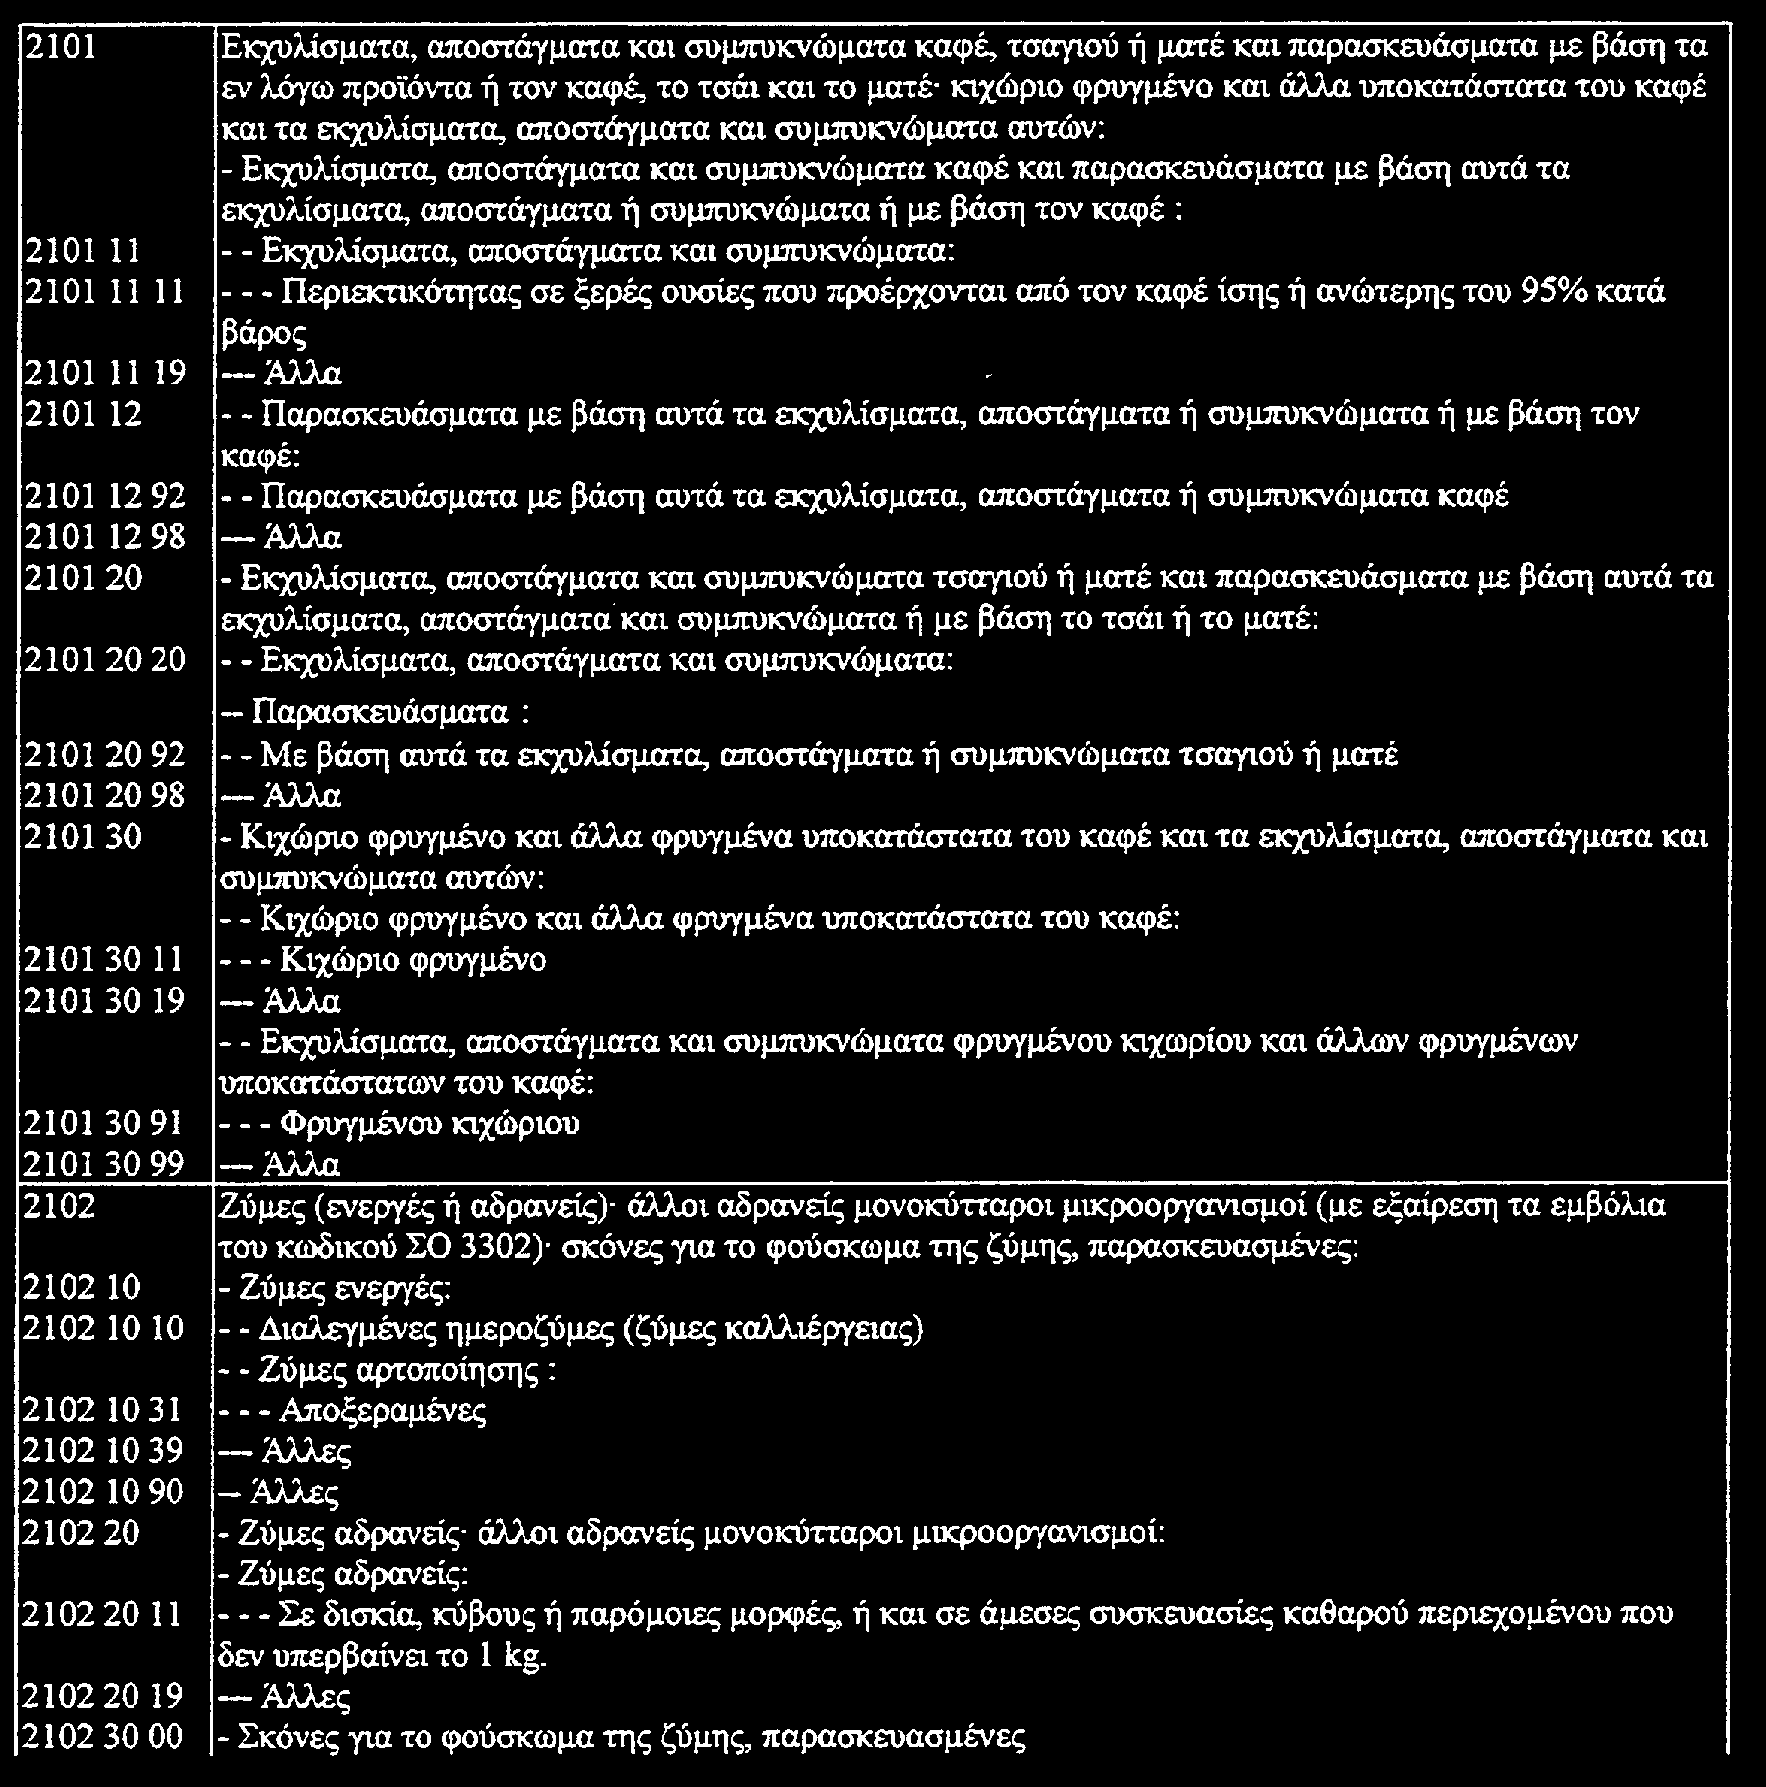 2101 Εκχυλίσματα, αποστάγματα και συμπυκνώματα καφέ, τσαγιού ή ματέ και παρασκευάσματα με βάση τα
εν λόγω προϊόντα ή τον καφέ, το τσάι και το ματέ· κιχώριο φρυγμένο και άλλα υποκατάστατα του καφέ
και τα εκχυλίσματα, αποστάγματα και συμπυκνώματα αυτών:
- Εκχυλίσματα, αποστάγματα και συμπυκνώματα καφέ και παρασκευάσματα με βάση αυτά τα
εκχυλίσματα, αποστάγματα ή συμπυκνώματα ή με βάση τον καφέ :
2101 11 - - Εκχυλίσματα, αποστάγματα και συμπυκνώματα:
2101 11 11 - - - Περιεκτικότητας σε ξερές ουσίες που προέρχονται από τον καφέ ίσης ή ανώτερης του 95% κατά
βάρος
2101 11 19 --- Άλλα
2101 12 - - Παρασκευάσματα με βάση αυτά τα εκχυλίσματα, αποστάγματα ή συμπυκνώματα ή με βάση τον
καφέ:
2101 12 92 - - Παρασκευάσματα με βάση αυτά τα εκχυλίσματα, αποστάγματα ή συμπυκνώματα καφέ
2101 12 98 --- Άλλα
2101 20 - Εκχυλίσματα, αποστάγματα και συμπυκνώματα τσαγιού ή ματέ και παρασκευάσματα με βάση αυτά τα
εκχυλίσματα, αποστάγματα και συμπυκνώματα ή με βάση το τσάι ή το ματέ:
2101 20 20 - - Εκχυλίσματα, αποστάγματα και συμπυκνώματα:
-- Παρασκευάσματα :
2101 20 92 - - Με βάση αυτά τα εκχυλίσματα, αποστάγματα ή συμπυκνώματα τσαγιού ή ματέ
2101 20 98 --- Άλλα
2101 30 - Κιχώριο φρυγμένο και άλλα φρυγμένα υποκατάστατα του καφέ και τα εκχυλίσματα, αποστάγματα και
συμπυκνώματα αυτών:
- - Κιχώριο φρυγμένο και άλλα φρυγμένα υποκατάστατα του καφέ:
2101 30 11 - - - Κιχώριο φρυγμένο
2101 30 19 --- Άλλα
- - Εκχυλίσματα, αποστάγματα και συμπυκνώματα φρυγμένου κιχωρίου και άλλων φρυγμένων
υποκατάστατων του καφέ:
2101 30 91 - - - Φρυγμένου κιχώριου
2101 30 99 --- Άλλα
2102 Ζύμες (ενεργές ή αδρανείς)· άλλοι αδρανείς μονοκύτταροι μικροοργανισμοί (με εξαίρεση τα εμβόλια
του κωδικού ΣΟ 3302)· σκόνες για το φούσκωμα της ζύμης, παρασκευασμένες:
2102 10 - Ζύμες ενεργές:
2102 10 10 - - Διαλεγμένες ημεροζύμες (ζύμες καλλιέργειας)
- - Ζύμες αρτοποίησης :
2102 10 31 - - - Αποξεραμένες
2102 10 39 --- Άλλες
2102 10 90 -- Άλλες
2102 20 - Ζύμες αδρανείς· άλλοι αδρανείς μονοκύτταροι μικροοργανισμοί:
- Ζύμες αδρανείς:
2102 20 11 - - - Σε δισκία, κύβους ή παρόμοιες μορφές, ή και σε άμεσες συσκευασίες καθαρού περιεχομένου που
δεν υπερβαίνει το 1 kg.
2102 20 19 --- Άλλες
2102 30 00 - Σκόνες για το φούσκωμα της ζύμης, παρασκευασμένες